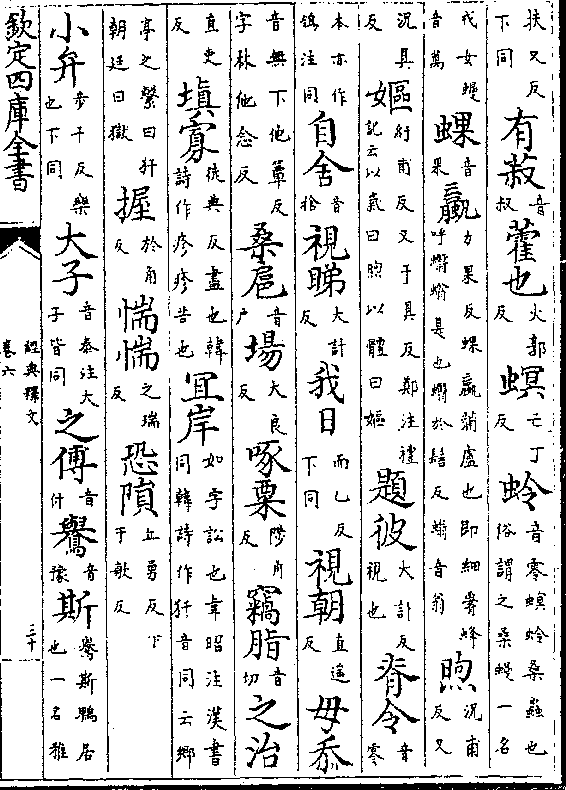 扶又反下同有菽音叔藿也火郭反螟亡丁反蛉音零螟蛉桑蟲也俗謂之桑蟃一名
戎女蟃音萬蜾音果蠃力果反蜾蠃蒲盧也即細腰蜂呼蠮螉是也蠮於髻反螉音翁煦況甫反又
況具反嫗紆甫反又于具反鄭注禮記云以氣曰煦以體曰嫗題彼大計反視也脊令音零
本亦作鴒注同自舍音捨視睇大計反我日而乙反下同視朝直遥反毋忝
音無下他簟反字林他念反桑扈音户場大良反啄粟陟角反竊脂音切之治
直吏反填寡徒典反盡也韓詩作疹疹苦也宜岸如字訟也韋昭注漢書同韓詩作犴音同云鄉
亭之繫曰犴朝廷曰獄握於角反惴惴之瑞反恐隕丘勇反下于敏反
小弁步干反樂也下同大子音泰注大子皆同之傅音付鸒音豫斯鸒斯鵯居也一名雅
欽定四庫全書
經典釋文
卷六
三十